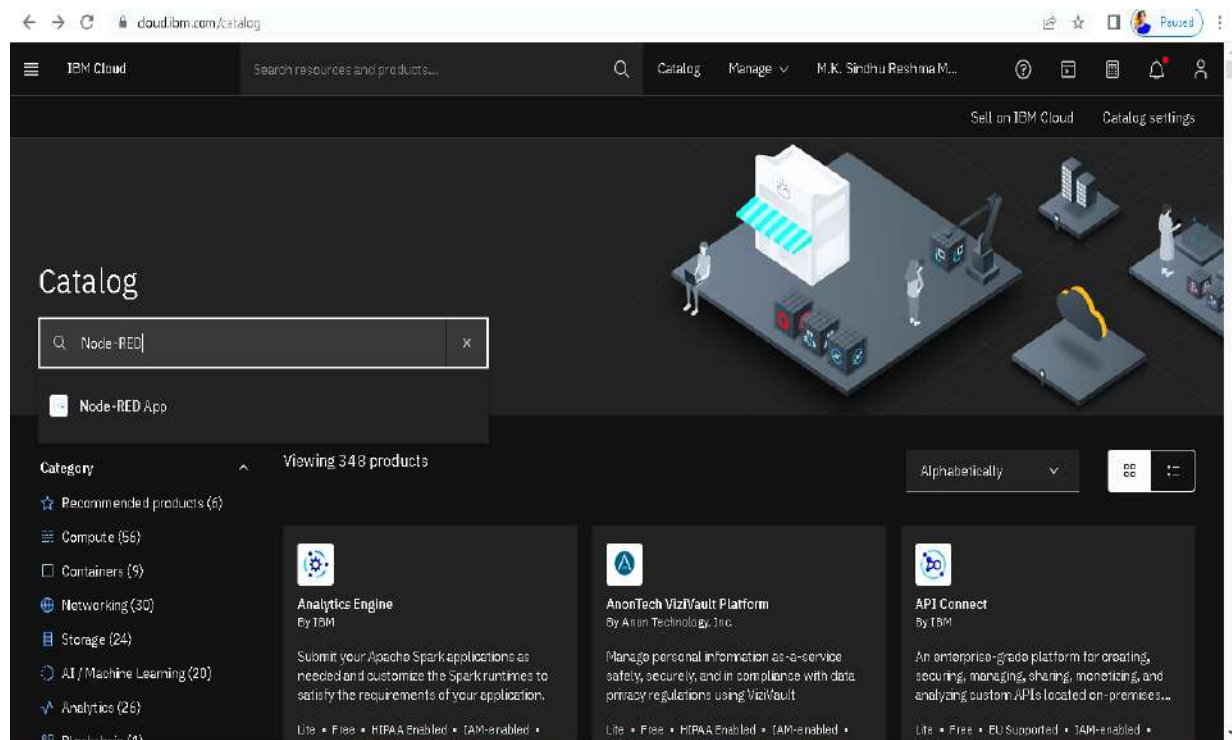 cloud.ibm.com/catalog
Paused
IBM Cloud
Search resources and products...
Catalog
Manage
M.K. Sindhu Reshma M...
Sell on IBM Cloud
Catalog settings
Catalog
Node-RED
Node-RED App
Category
Viewing 348 products
Alphabetically
Recommended products (6)
Compute (56)
Containers (9)
Networking (30)
Storage (24)
AI / Machine Learning (20)
Analytics (26)
Analytics Engine
By IBM
Submit your Apache Spark applications as
needed and customize the Spark runtimes to
satisfy the requirements of your application.
Lite • Free • HIPAA Enabled • IAM-enabled •
AnonTech ViziVault Platform
By Anon Technology, Inc.
Manage personal information as-a-service
safely, securely, and in compliance with data
privacy regulations using ViziVault
Lite • Free • HIPAA Enabled • IAM-enabled •
API Connect
By IBM
An enterprise-grade platform for creating,
securing, managing, sharing, monetizing, and
analyzing custom APIs located on-premises...
Lite • Free • EU Supported • IAM-enabled •